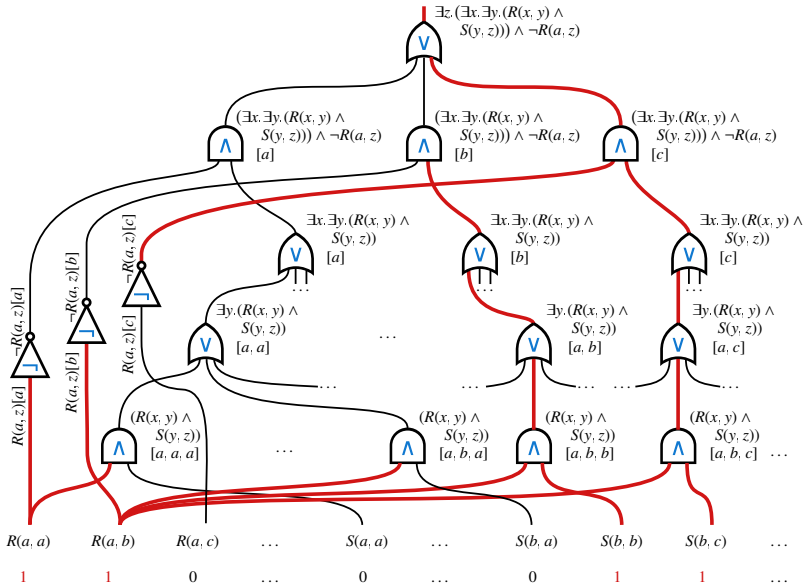 ∃z.(∃x.∃y.(R(x, y) ∧
S(y, z))) ∧ ¬R(a, z)
∨
(∃x.∃y.(R(x, y) ∧
S(y, z))) ∧ ¬R(a, z)
[a]
∧
(∃x.∃y.(R(x, y) ∧
S(y, z))) ∧ ¬R(a, z)
[b]
∧
(∃x.∃y.(R(x, y) ∧
S(y, z))) ∧ ¬R(a, z)
[c]
∧
¬R(a, z)[a]
¬
R(a, z)[a]
¬R(a, z)[b]
¬
R(a, z)[b]
¬R(a, z)[c]
¬
R(a, z)[c]
∃x.∃y.(R(x, y) ∧
S(y, z))
[a]
∨
...
∃x.∃y.(R(x, y) ∧
S(y, z))
[b]
∨
...
∃x.∃y.(R(x, y) ∧
S(y, z))
[c]
∨
...
∃y.(R(x, y) ∧
S(y, z))
[a, a]
∨
...
...
∃y.(R(x, y) ∧
S(y, z))
[a, b]
∨
...
...
∃y.(R(x, y) ∧
S(y, z))
[a, c]
∨
...
...
(R(x, y) ∧
S(y, z))
[a, a, a]
∧
...
(R(x, y) ∧
S(y, z))
[a, b, a]
∧
(R(x, y) ∧
S(y, z))
[a, b, b]
∧
(R(x, y) ∧
S(y, z))
[a, b, c]
∧
...
R(a, a) R(a, b) R(a, c) ... S(a, a) ... S(b, a) S(b, b) S(b, c) ...
1 1 0 ... 0 ... 0 1 1 ...